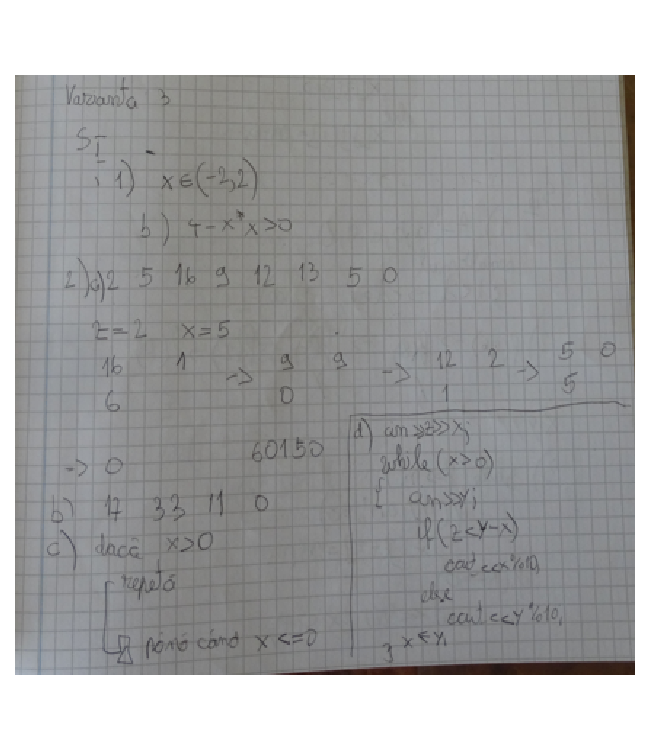 Varianta 3
S I
1) x ∈ (-2,2)
b) 4-x*x>0
2) a) 2 5 16 9 12 13 5 0
z=2 x=5
16 1 -> 9 9 -> 12 2 -> 5 0
6 0 1 5
-> 0 60150
b) 17 33 11 0
c) dacă x>0
repetă
până când x <=0
d) cin>>z>>x;
while (x>0)
{ cin>>y;
if(z<y-x)
cout<<x%10;
else
cout<<y%10;
} x=y;